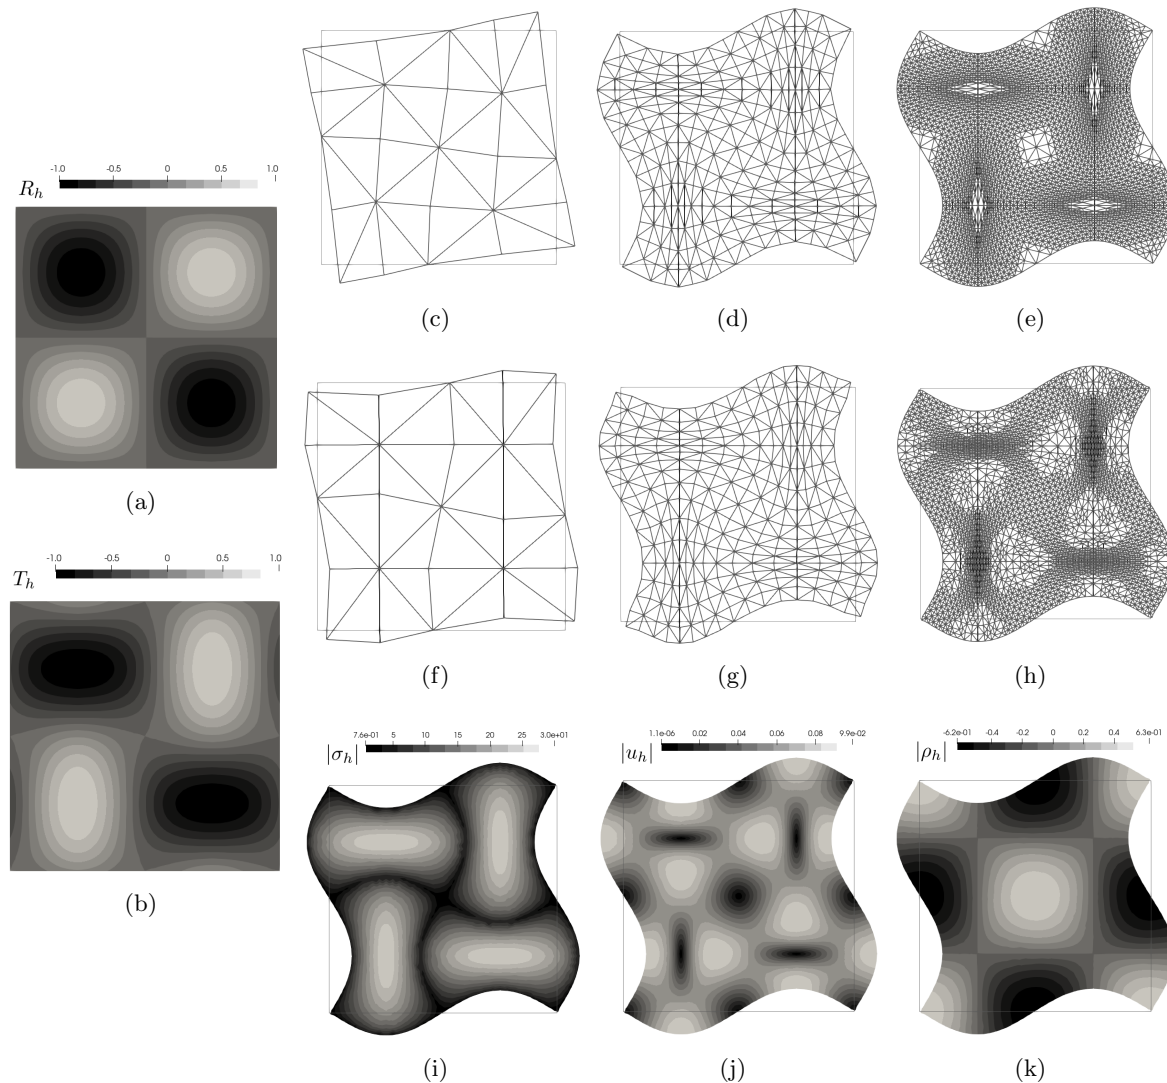 (c)
(d)
(e)
R_h
-1.0 -0.5 0 0.5 1.0
(a)
T_h
-1.0 -0.5 0 0.5 1.0
(b)
(f)
(g)
(h)
|σ_h|
7.6e-01 5 10 15 20 25 3.0e+01
|u_h|
1.1e-06 0.02 0.04 0.06 0.08 9.9e-02
|ρ_h|
-6.2e-01 -0.4 -0.2 0 0.2 0.4 6.3e-01
(i)
(j)
(k)